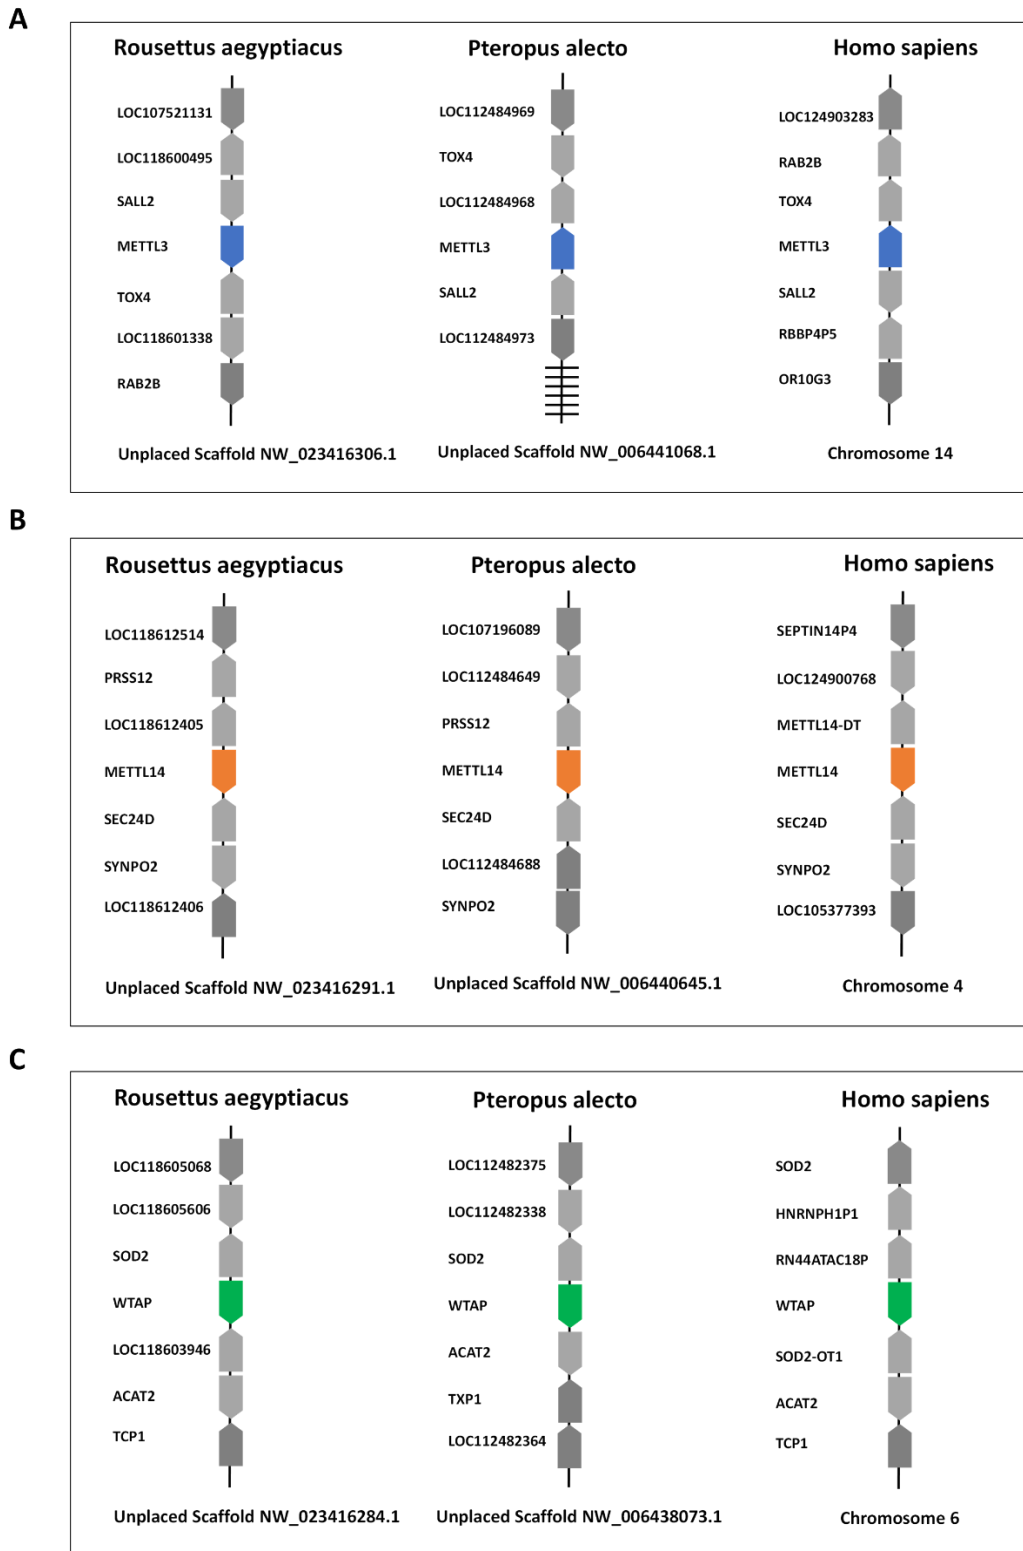 A
Rousettus aegyptiacus
LOC107521131
LOC118600495
SALL2
METTL3
TOX4
LOC118601338
RAB2B
Unplaced Scaffold NW_023416306.1
Pteropus alecto
LOC112484969
TOX4
LOC112484968
METTL3
SALL2
LOC112484973
Unplaced Scaffold NW_006441068.1
Homo sapiens
LOC124903283
RAB2B
TOX4
METTL3
SALL2
RBBP4P5
OR10G3
Chromosome 14
B
Rousettus aegyptiacus
LOC118612514
PRSS12
LOC118612405
METTL14
SEC24D
SYNPO2
LOC118612406
Unplaced Scaffold NW_023416291.1
Pteropus alecto
LOC107196089
LOC112484649
PRSS12
METTL14
SEC24D
LOC112484688
SYNPO2
Unplaced Scaffold NW_006440645.1
Homo sapiens
SEPTIN14P4
LOC124900768
METTL14-DT
METTL14
SEC24D
SYNPO2
LOC105377393
Chromosome 4
C
Rousettus aegyptiacus
LOC118605068
LOC118605606
SOD2
WTAP
LOC118603946
ACAT2
TCP1
Unplaced Scaffold NW_023416284.1
Pteropus alecto
LOC112482375
LOC112482338
SOD2
WTAP
ACAT2
TXP1
LOC112482364
Unplaced Scaffold NW_006438073.1
Homo sapiens
SOD2
HNRNPH1P1
RN44ATAC18P
WTAP
SOD2-OT1
ACAT2
TCP1
Chromosome 6